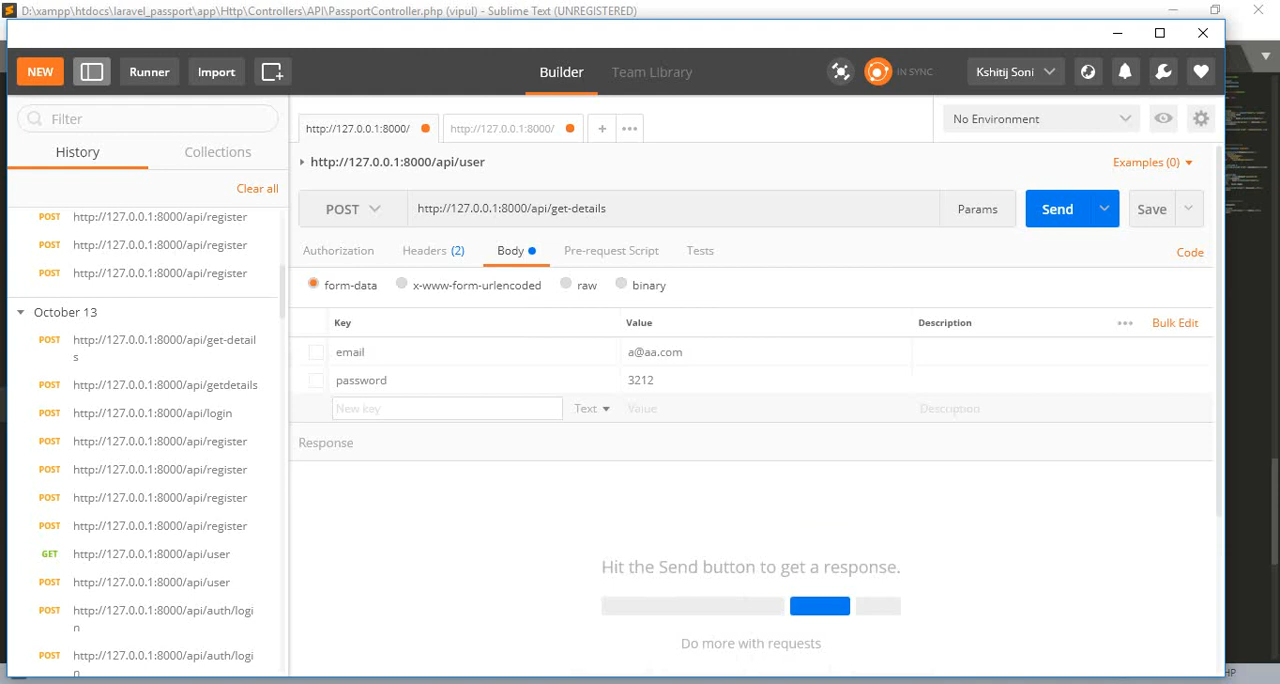 D:\xampp\htdocs\laravel_passport\app\Http\Controllers\API\PassportController.php (vipul) - Sublime Text (UNREGISTERED)
NEW Runner Import Builder Team Library IN SYNC Kshitij Soni
Filter
History Collections
Clear all
POST http://127.0.0.1:8000/api/register
POST http://127.0.0.1:8000/api/register
POST http://127.0.0.1:8000/api/register
October 13
POST http://127.0.0.1:8000/api/get-detail
s
POST http://127.0.0.1:8000/api/getdetails
POST http://127.0.0.1:8000/api/login
POST http://127.0.0.1:8000/api/register
POST http://127.0.0.1:8000/api/register
POST http://127.0.0.1:8000/api/register
POST http://127.0.0.1:8000/api/register
GET http://127.0.0.1:8000/api/user
POST http://127.0.0.1:8000/api/user
POST http://127.0.0.1:8000/api/auth/logi
n
POST http://127.0.0.1:8000/api/auth/logi
n
http://127.0.0.1:8000/ http://127.0.0.1:8000/ + ••• No Environment
http://127.0.0.1:8000/api/user Examples (0)
POST http://127.0.0.1:8000/api/get-details Params Send Save
Authorization Headers (2) Body Pre-request Script Tests Code
form-data x-www-form-urlencoded raw binary
Key Value Description ••• Bulk Edit
email a@aa.com
password 3212
New key Text Value Description
Response
Hit the Send button to get a response.
Do more with requests
HP